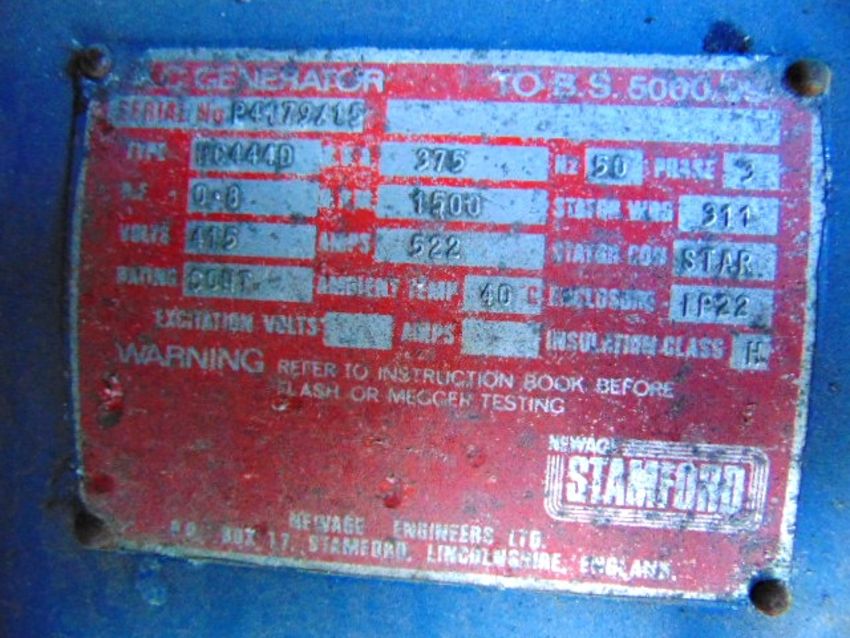 A.C. GENERATOR TO B.S. 5000.99
SERIAL No
TYPE 375 HZ 50 PHASE 3
P.F. 0.8 1500 STATOR WDG 311
VOLTS 415 AMPS 522 STATOR CON STAR.
RATING CONT. AMBIENT TEMP 40 C ENCLOSURE IP22
EXCITATION VOLTS AMPS INSULATION CLASS H
WARNING REFER TO INSTRUCTION BOOK BEFORE
FLASH OR MEGGER TESTING
NEWAGE
STAMFORD
NEWAGE ENGINEERS LTD.
P.O. BOX 17, STAMFORD, LINCOLNSHIRE, ENGLAND.